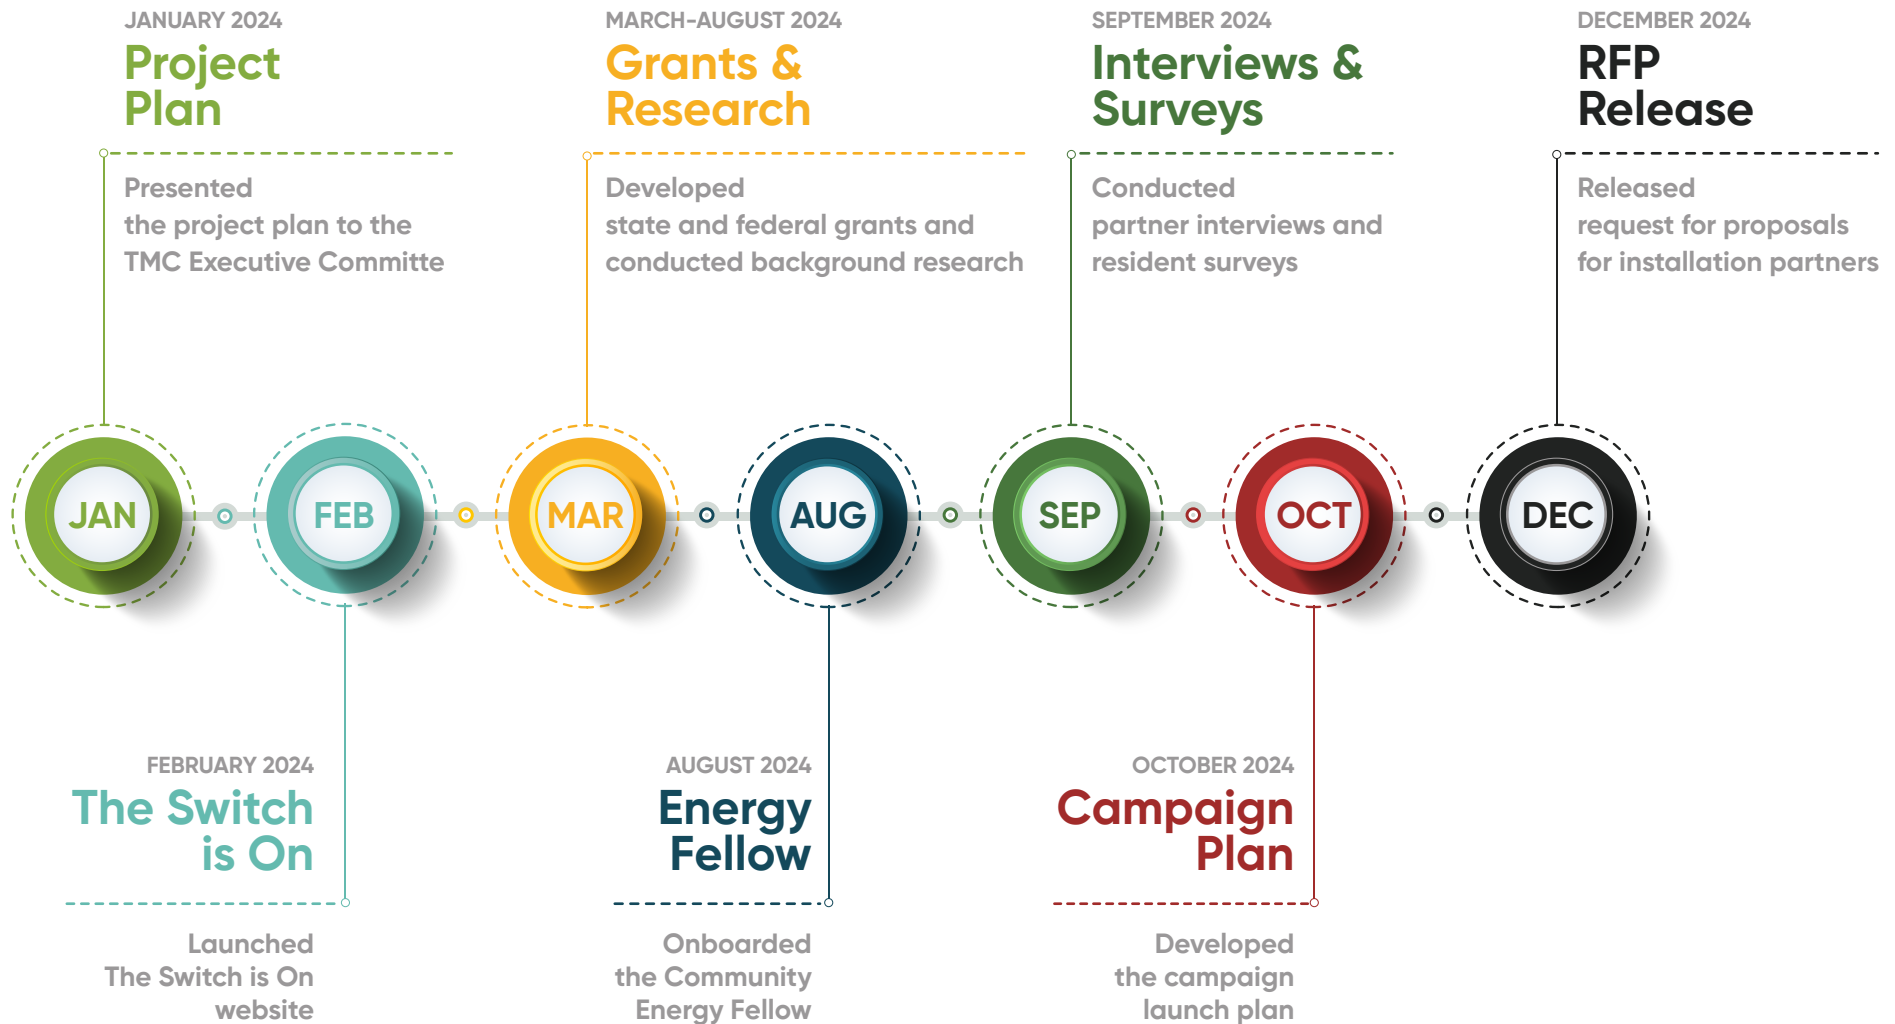 JANUARY 2024
Project
Plan
Presented
the project plan to the
TMC Executive Committe
MARCH-AUGUST 2024
Grants &
Research
Developed
state and federal grants and
conducted background research
SEPTEMBER 2024
Interviews &
Surveys
Conducted
partner interviews and
resident surveys
DECEMBER 2024
RFP
Release
Released
request for proposals
for installation partners
JAN
FEB
MAR
AUG
SEP
OCT
DEC
FEBRUARY 2024
The Switch
is On
Launched
The Switch is On
website
AUGUST 2024
Energy
Fellow
Onboarded
the Community
Energy Fellow
OCTOBER 2024
Campaign
Plan
Developed
the campaign
launch plan